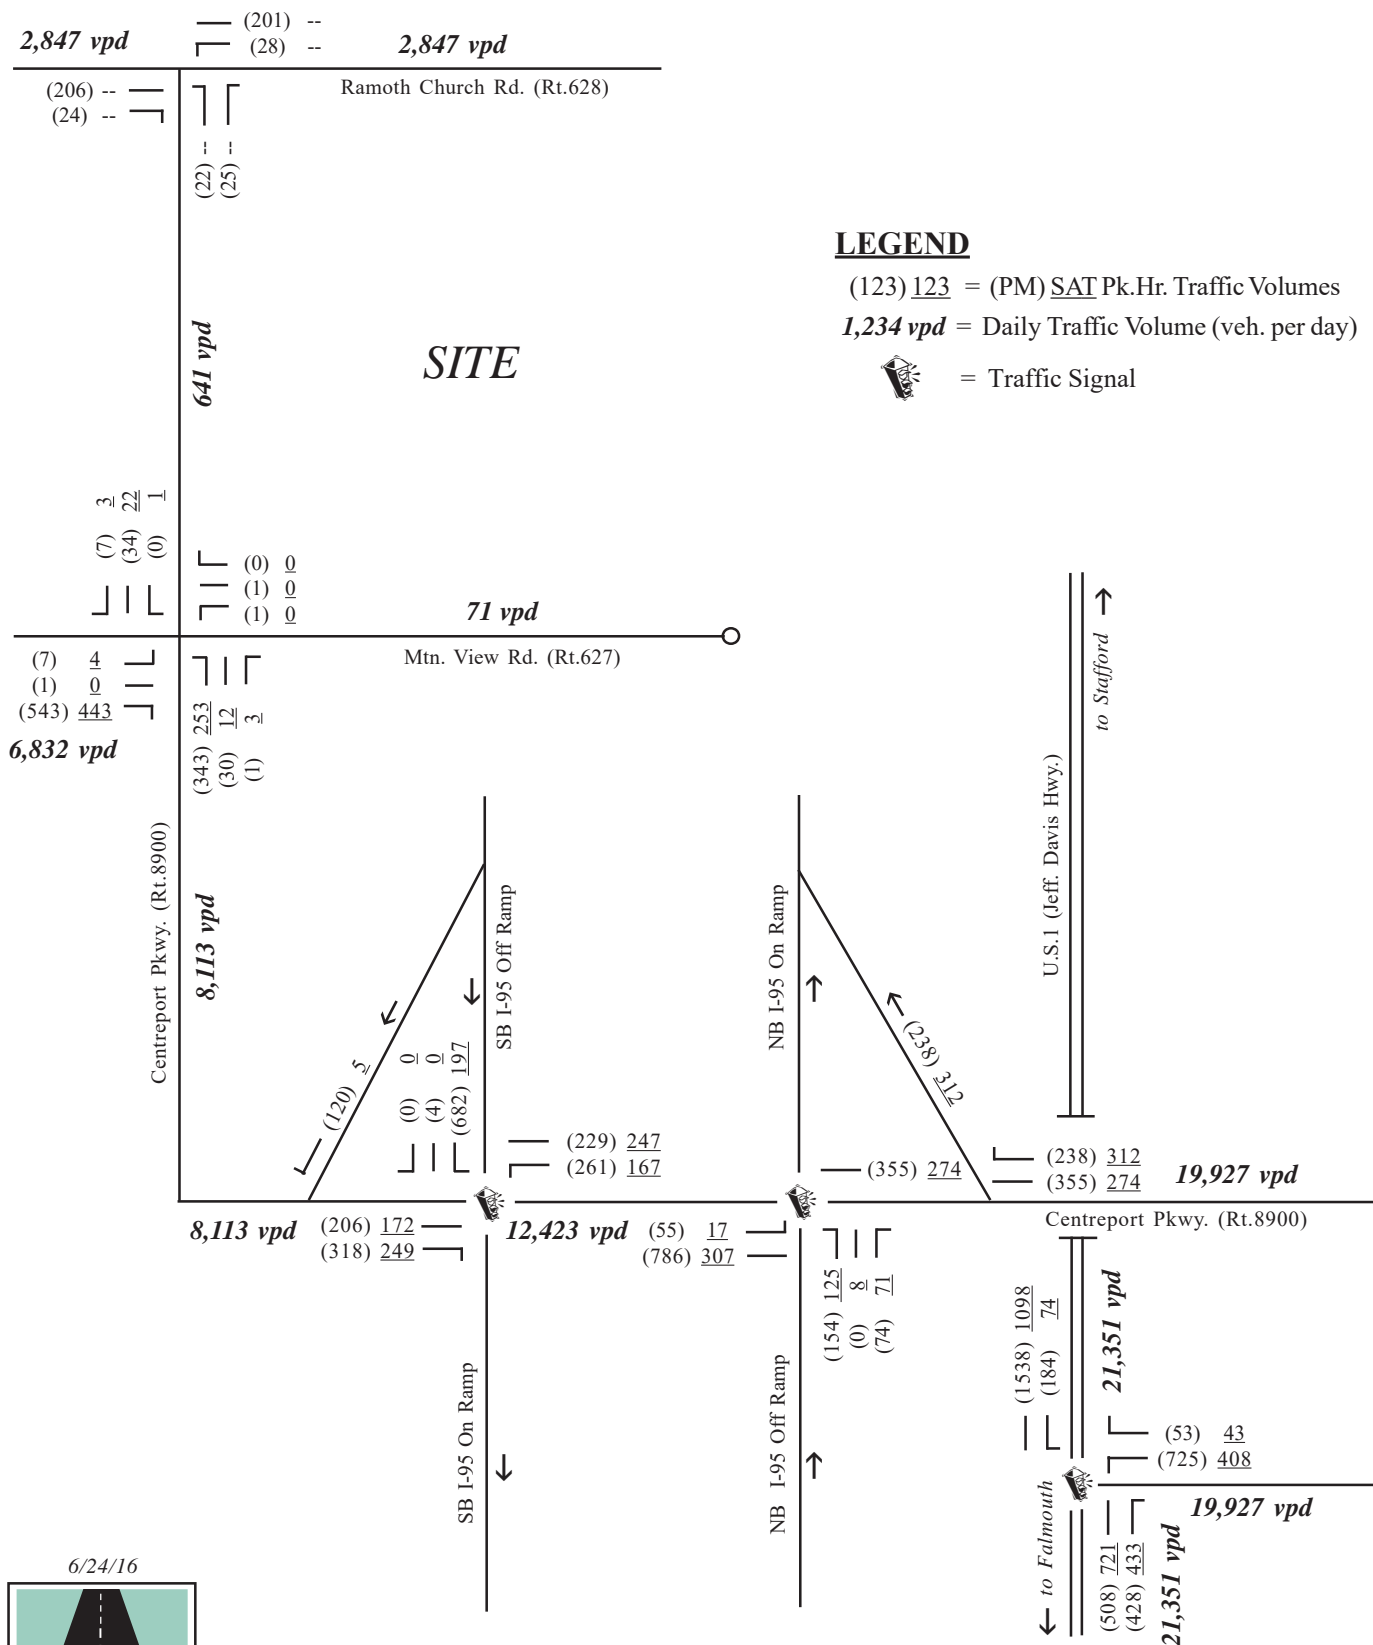 (201) --
2,847 vpd
(28) --
2,847 vpd
Ramoth Church Rd. (Rt.628)
(206) --
(24) --
(22) --
(25) --
LEGEND
(123) 123 = (PM) SAT Pk.Hr. Traffic Volumes
1,234 vpd = Daily Traffic Volume (veh. per day)
= Traffic Signal
641 vpd
SITE
(7) 3
(34) 22
(0) 1
(0) 0
(1) 0
(1) 0
71 vpd
Mtn. View Rd. (Rt.627)
(7) 4
(1) 0
(543) 443
6,832 vpd
(343) 253
(30) 12
(1) 3
to Stafford
U.S.1 (Jeff. Davis Hwy.)
Centreport Pkwy. (Rt.8900)
8,113 vpd
SB I-95 Off Ramp
NB I-95 On Ramp
(120) 5
(0) 0
(4) 0
(682) 197
(238) 312
(229) 247
(261) 167
(355) 274
(238) 312
(355) 274
19,927 vpd
Centreport Pkwy. (Rt.8900)
8,113 vpd
(206) 172
(318) 249
12,423 vpd
(55) 17
(786) 307
(154) 125
(0) 8
(74) 71
(1538) 1098
(184) 74
21,351 vpd
SB I-95 On Ramp
NB I-95 Off Ramp
(53) 43
(725) 408
19,927 vpd
to Falmouth
(508) 721
(428) 433
21,351 vpd
6/24/16